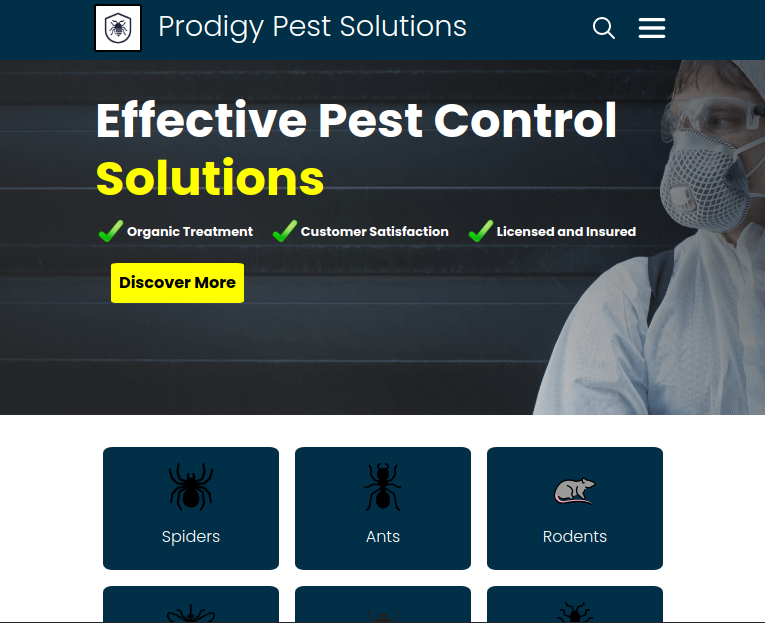 Prodigy Pest Solutions
Effective Pest Control
Solutions
Organic Treatment Customer Satisfaction Licensed and Insured
Discover More
Spiders Ants Rodents